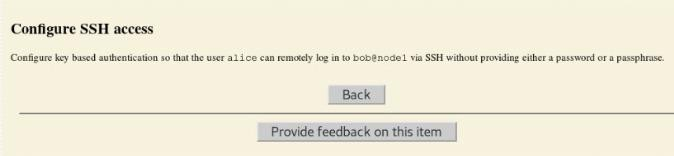 Configure SSH access
Configure key based authentication so that the user alice can remotely log in to bob@node1 via SSH without providing either a password or a passphrase.
Back
Provide feedback on this item